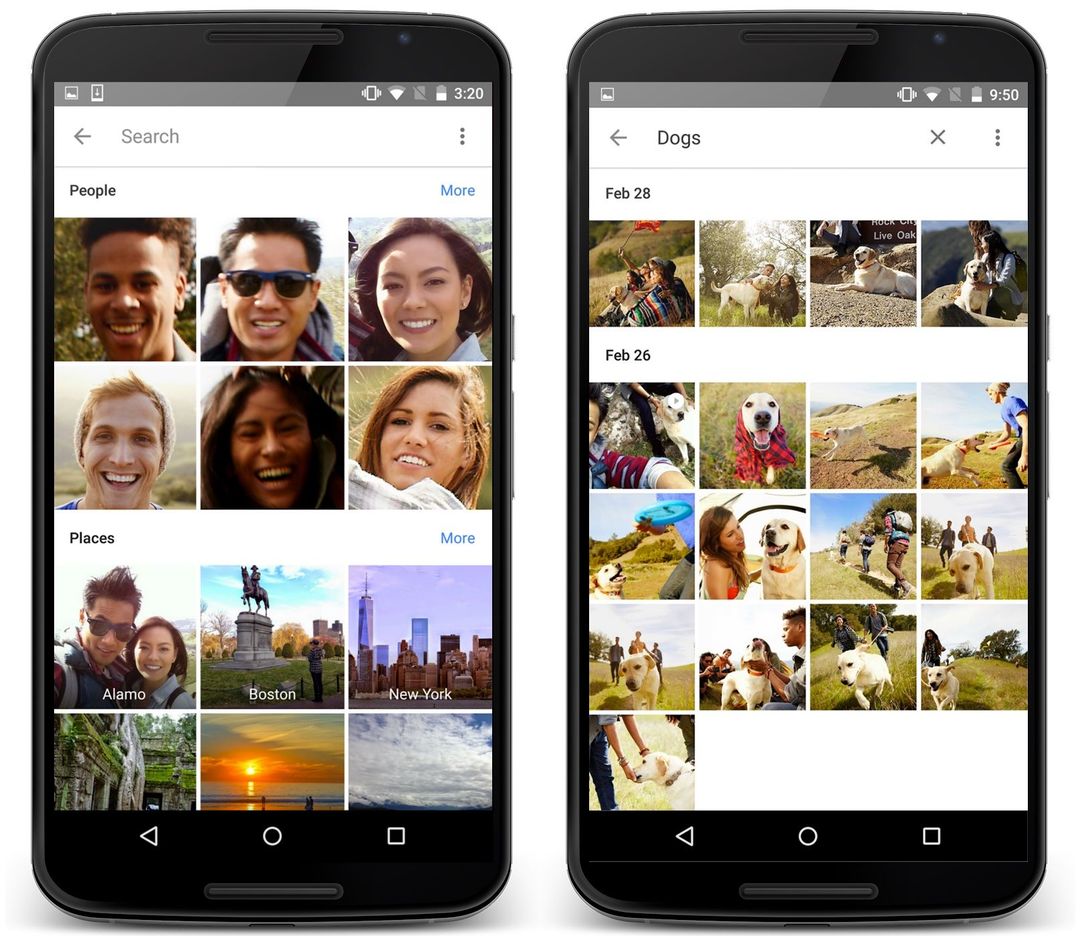 3:20
Search
People
More
Places
More
Alamo
Boston
New York
9:50
Dogs
Feb 28
Rock City
Live Oak
Feb 26